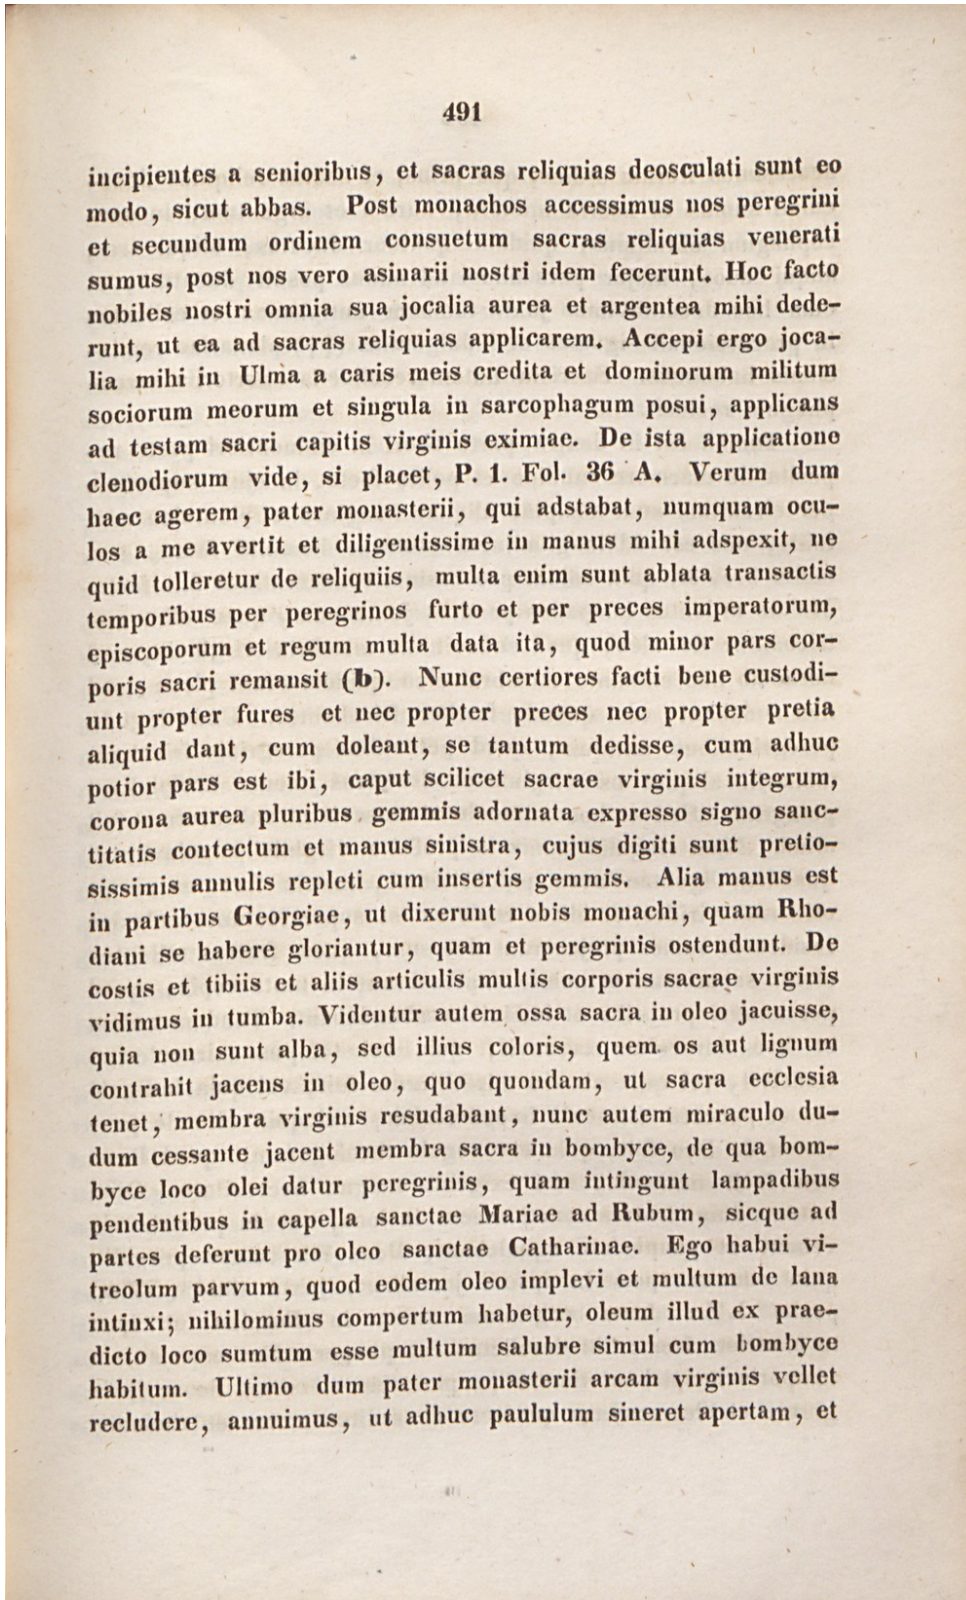 491
incipientes a senioribus, et sacras reliquias deosculati sunt eo
modo, sicut abbas. Post monachos accessimus nos peregrini
et secundum ordinem consuetum sacras reliquias venerati
sumus, post nos vero asinarii nostri idem fecerunt. Hoc facto
nobiles nostri omnia sua jocalia aurea et argentea mihi dede-
runt, ut ea ad sacras reliquias applicarem. Accepi ergo joca-
lia mihi in Ulma a caris meis credita et dominorum militum
sociorum meorum et singula in sarcophagum posui, applicans
ad testam sacri capitis virginis eximiae. De ista applicatione
clenodiorum vide, si placet, P. 1. Fol. 36 A. Verum dum
haec agerem, pater monasterii, qui adstabat, numquam ocu-
los a me avertit et diligentissime in manus mihi adspexit, ne
quid tolleretur de reliquiis, multa enim sunt ablata transactis
temporibus per peregrinos furto et per preces imperatorum,
episcoporum et regum multa data ita, quod minor pars cor-
poris sacri remansit (b). Nunc certiores facti bene custodi-
unt propter fures et nec propter preces nec propter pretia
aliquid dant, cum doleant, se tantum dedisse, cum adhuc
potior pars est ibi, caput scilicet sacrae virginis integrum,
corona aurea pluribus gemmis adornata expresso signo sanc-
titatis contectum et manus sinistra, cujus digiti sunt pretio-
sissimis annulis repleti cum insertis gemmis. Alia manus est
in partibus Georgiae, ut dixerunt nobis monachi, quam Rho-
diani se habere gloriantur, quam et peregrinis ostendunt. De
costis et tibiis et aliis articulis multis corporis sacrae virginis
vidimus in tumba. Videntur autem ossa sacra in oleo jacuisse,
quia non sunt alba, sed illius coloris, quem os aut lignum
contrahit jacens in oleo, quo quondam, ut sacra ecclesia
tenet, membra virginis resudabant, nunc autem miraculo du-
dum cessante jacent membra sacra in bombyce, de qua bom-
byce loco olei datur peregrinis, quam intingunt lampadibus
pendentibus in capella sanctae Mariae ad Rubum, sicque ad
partes deferunt pro oleo sanctae Catharinae. Ego habui vi-
treolum parvum, quod eodem oleo implevi et multum de lana
intinxi; nihilominus compertum habetur, oleum illud ex prae-
dicto loco sumtum esse multum salubre simul cum bombyce
habitum. Ultimo dum pater monasterii arcam virginis vellet
recludere, annuimus, ut adhuc paululum sineret apertam, et